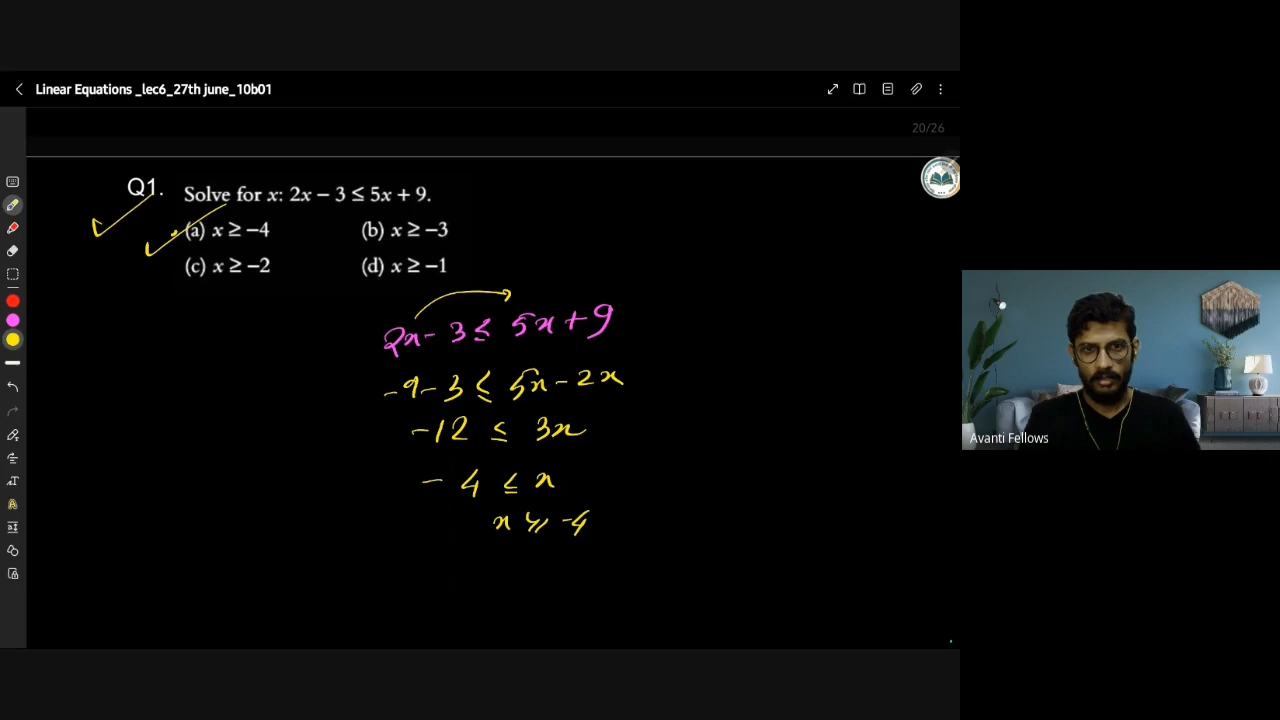 Linear Equations _lec6_27th june_10b01
20/26
Q1. Solve for x: 2x − 3 ≤ 5x + 9.
(a) x ≥ −4 (b) x ≥ −3
(c) x ≥ −2 (d) x ≥ −1
2x - 3 ≤ 5x + 9
-9 - 3 ≤ 5x - 2x
-12 ≤ 3x
- 4 ≤ x
x ≥ -4
Avanti Fellows